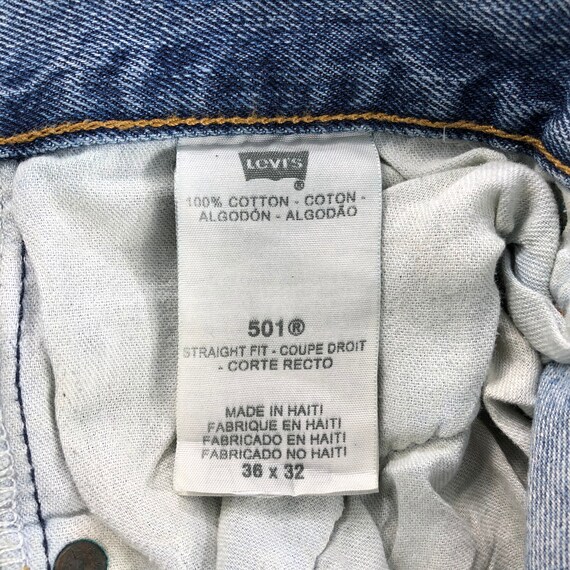 LEVI'S
®
100% COTTON - COTON -
ALGODÓN - ALGODÃO
501®
STRAIGHT FIT - COUPE DROIT
- CORTE RECTO
MADE IN HAITI
FABRIQUE EN HAITI
FABRICADO EN HAITI
FABRICADO NO HAITI
36 x 32